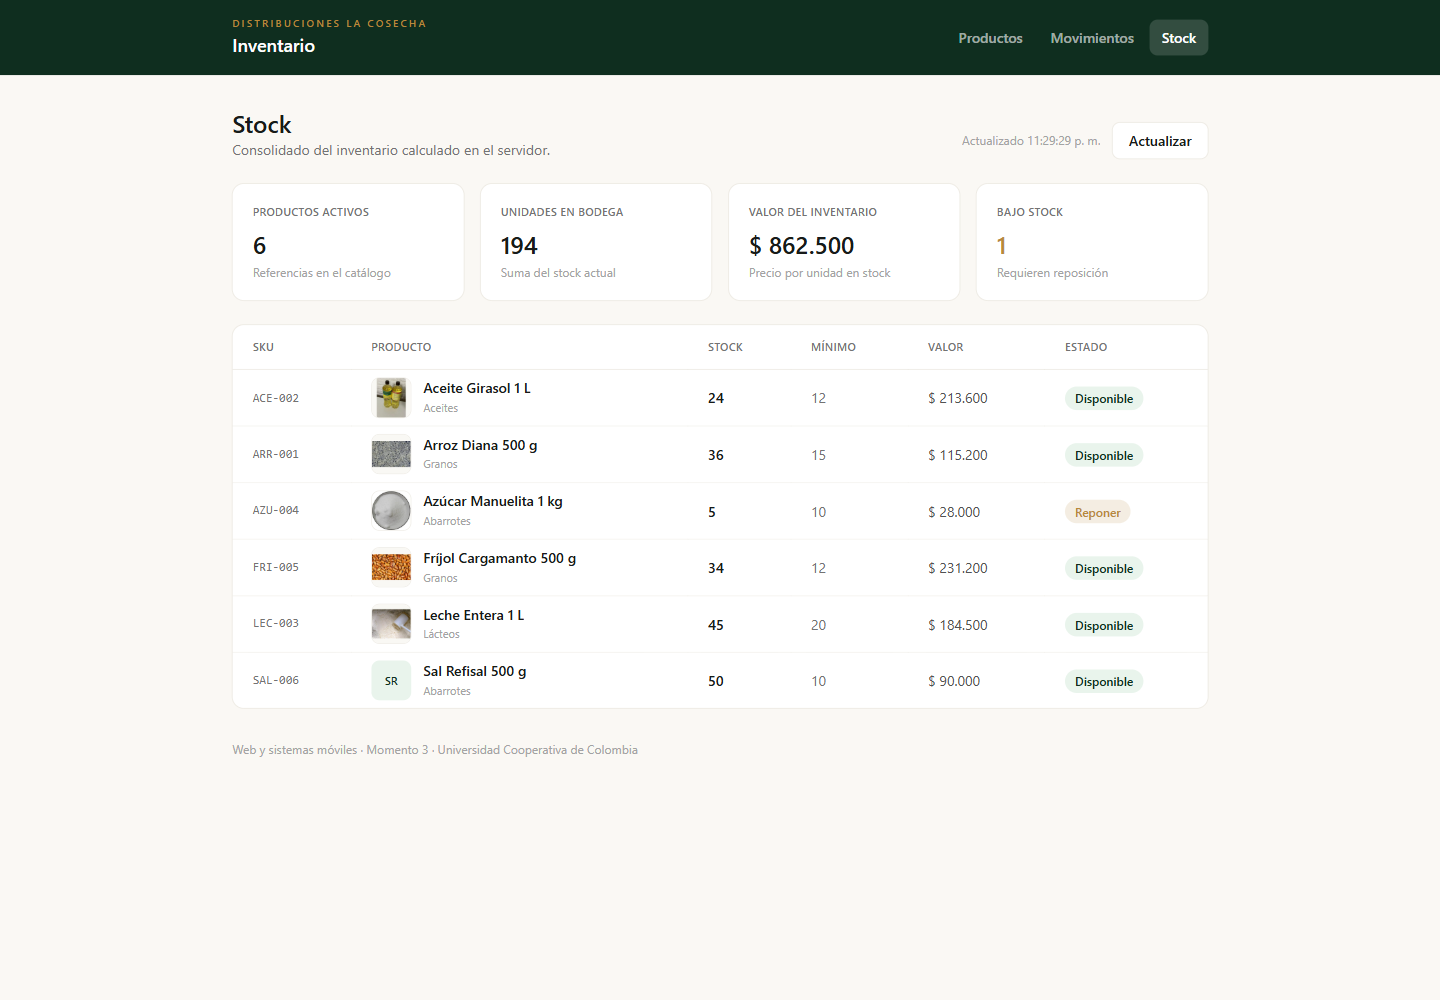 DISTRIBUCIONES LA COSECHA
Inventario
Productos Movimientos Stock
Stock
Consolidado del inventario calculado en el servidor.
Actualizado 11:29:29 p. m. Actualizar
PRODUCTOS ACTIVOS
6
Referencias en el catálogo
UNIDADES EN BODEGA
194
Suma del stock actual
VALOR DEL INVENTARIO
$ 862.500
Precio por unidad en stock
BAJO STOCK
1
Requieren reposición
SKU PRODUCTO STOCK MÍNIMO VALOR ESTADO
ACE-002 Aceite Girasol 1 L 24 12 $ 213.600 Disponible
Aceites
ARR-001 Arroz Diana 500 g 36 15 $ 115.200 Disponible
Granos
AZU-004 Azúcar Manuelita 1 kg 5 10 $ 28.000 Reponer
Abarrotes
FRI-005 Fríjol Cargamanto 500 g 34 12 $ 231.200 Disponible
Granos
LEC-003 Leche Entera 1 L 45 20 $ 184.500 Disponible
Lácteos
SAL-006 SR Sal Refisal 500 g 50 10 $ 90.000 Disponible
Abarrotes
Web y sistemas móviles · Momento 3 · Universidad Cooperativa de Colombia